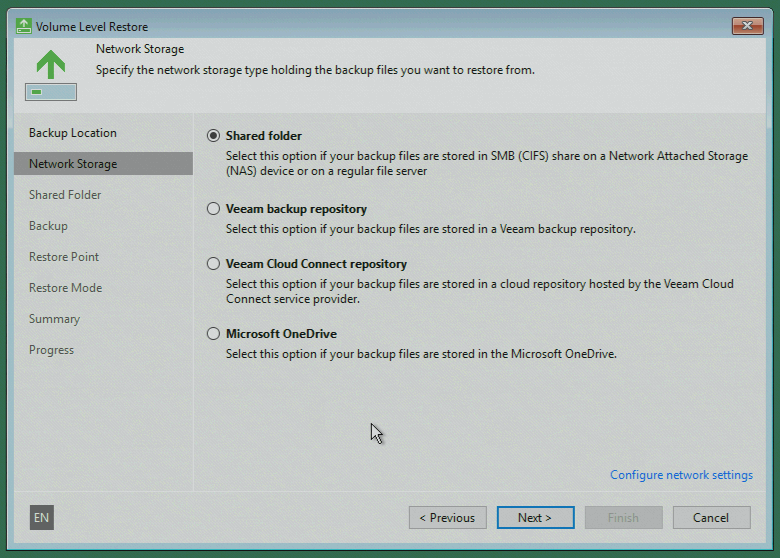 Volume Level Restore
Network Storage
Specify the network storage type holding the backup files you want to restore from.
Backup Location
Network Storage
Shared Folder
Backup
Restore Point
Restore Mode
Summary
Progress
Shared folder
Select this option if your backup files are stored in SMB (CIFS) share on a Network Attached Storage
(NAS) device or on a regular file server
Veeam backup repository
Select this option if your backup files are stored in a Veeam backup repository.
Veeam Cloud Connect repository
Select this option if your backup files are stored in a cloud repository hosted by the Veeam Cloud
Connect service provider.
Microsoft OneDrive
Select this option if your backup files are stored in the Microsoft OneDrive.
Configure network settings
EN
< Previous
Next >
Finish
Cancel